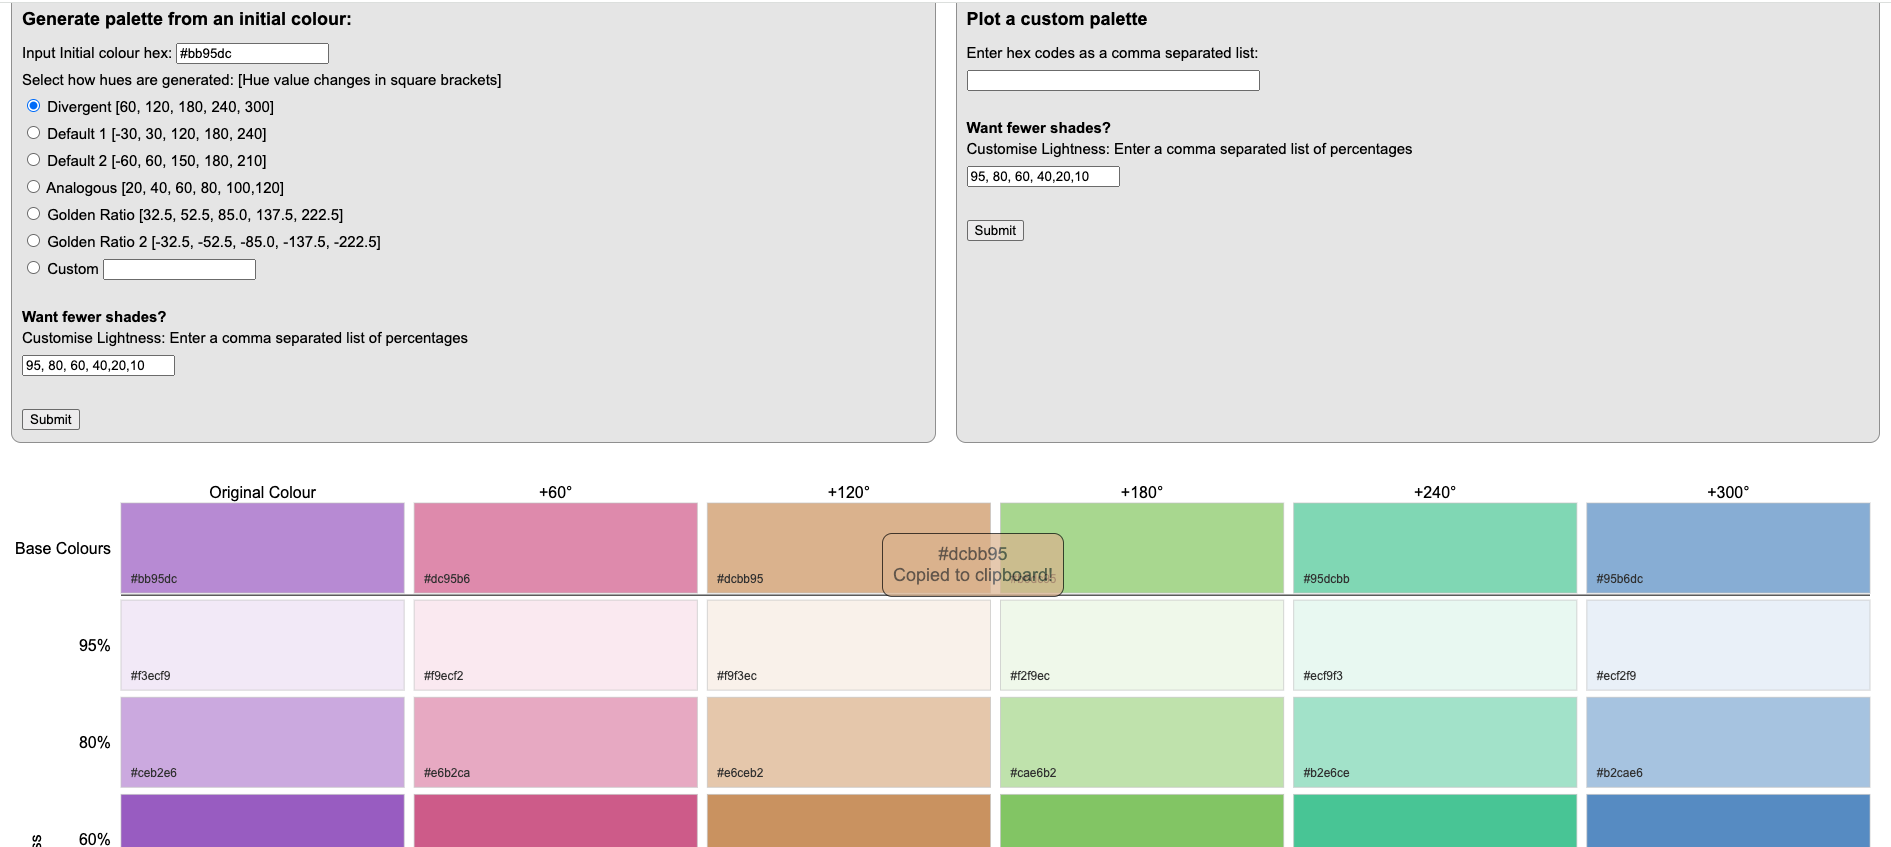 Generate palette from an initial colour:
Input Initial colour hex: #bb95dc
Select how hues are generated: [Hue value changes in square brackets]
Divergent [60, 120, 180, 240, 300]
Default 1 [-30, 30, 120, 180, 240]
Default 2 [-60, 60, 150, 180, 210]
Analogous [20, 40, 60, 80, 100,120]
Golden Ratio [32.5, 52.5, 85.0, 137.5, 222.5]
Golden Ratio 2 [-32.5, -52.5, -85.0, -137.5, -222.5]
Custom
Want fewer shades?
Customise Lightness: Enter a comma separated list of percentages
95, 80, 60, 40,20,10
Submit
Plot a custom palette
Enter hex codes as a comma separated list:
Want fewer shades?
Customise Lightness: Enter a comma separated list of percentages
95, 80, 60, 40,20,10
Submit
Original Colour +60° +120° +180° +240° +300°
Base Colours
#dcbb95
Copied to clipboard!
#bb95dc #dc95b6 #dcbb95 #95dcbb #95b6dc
95%
#f3ecf9 #f9ecf2 #f9f3ec #f2f9ec #ecf9f3 #ecf2f9
80%
#ceb2e6 #e6b2ca #e6ceb2 #cae6b2 #b2e6ce #b2cae6
60%